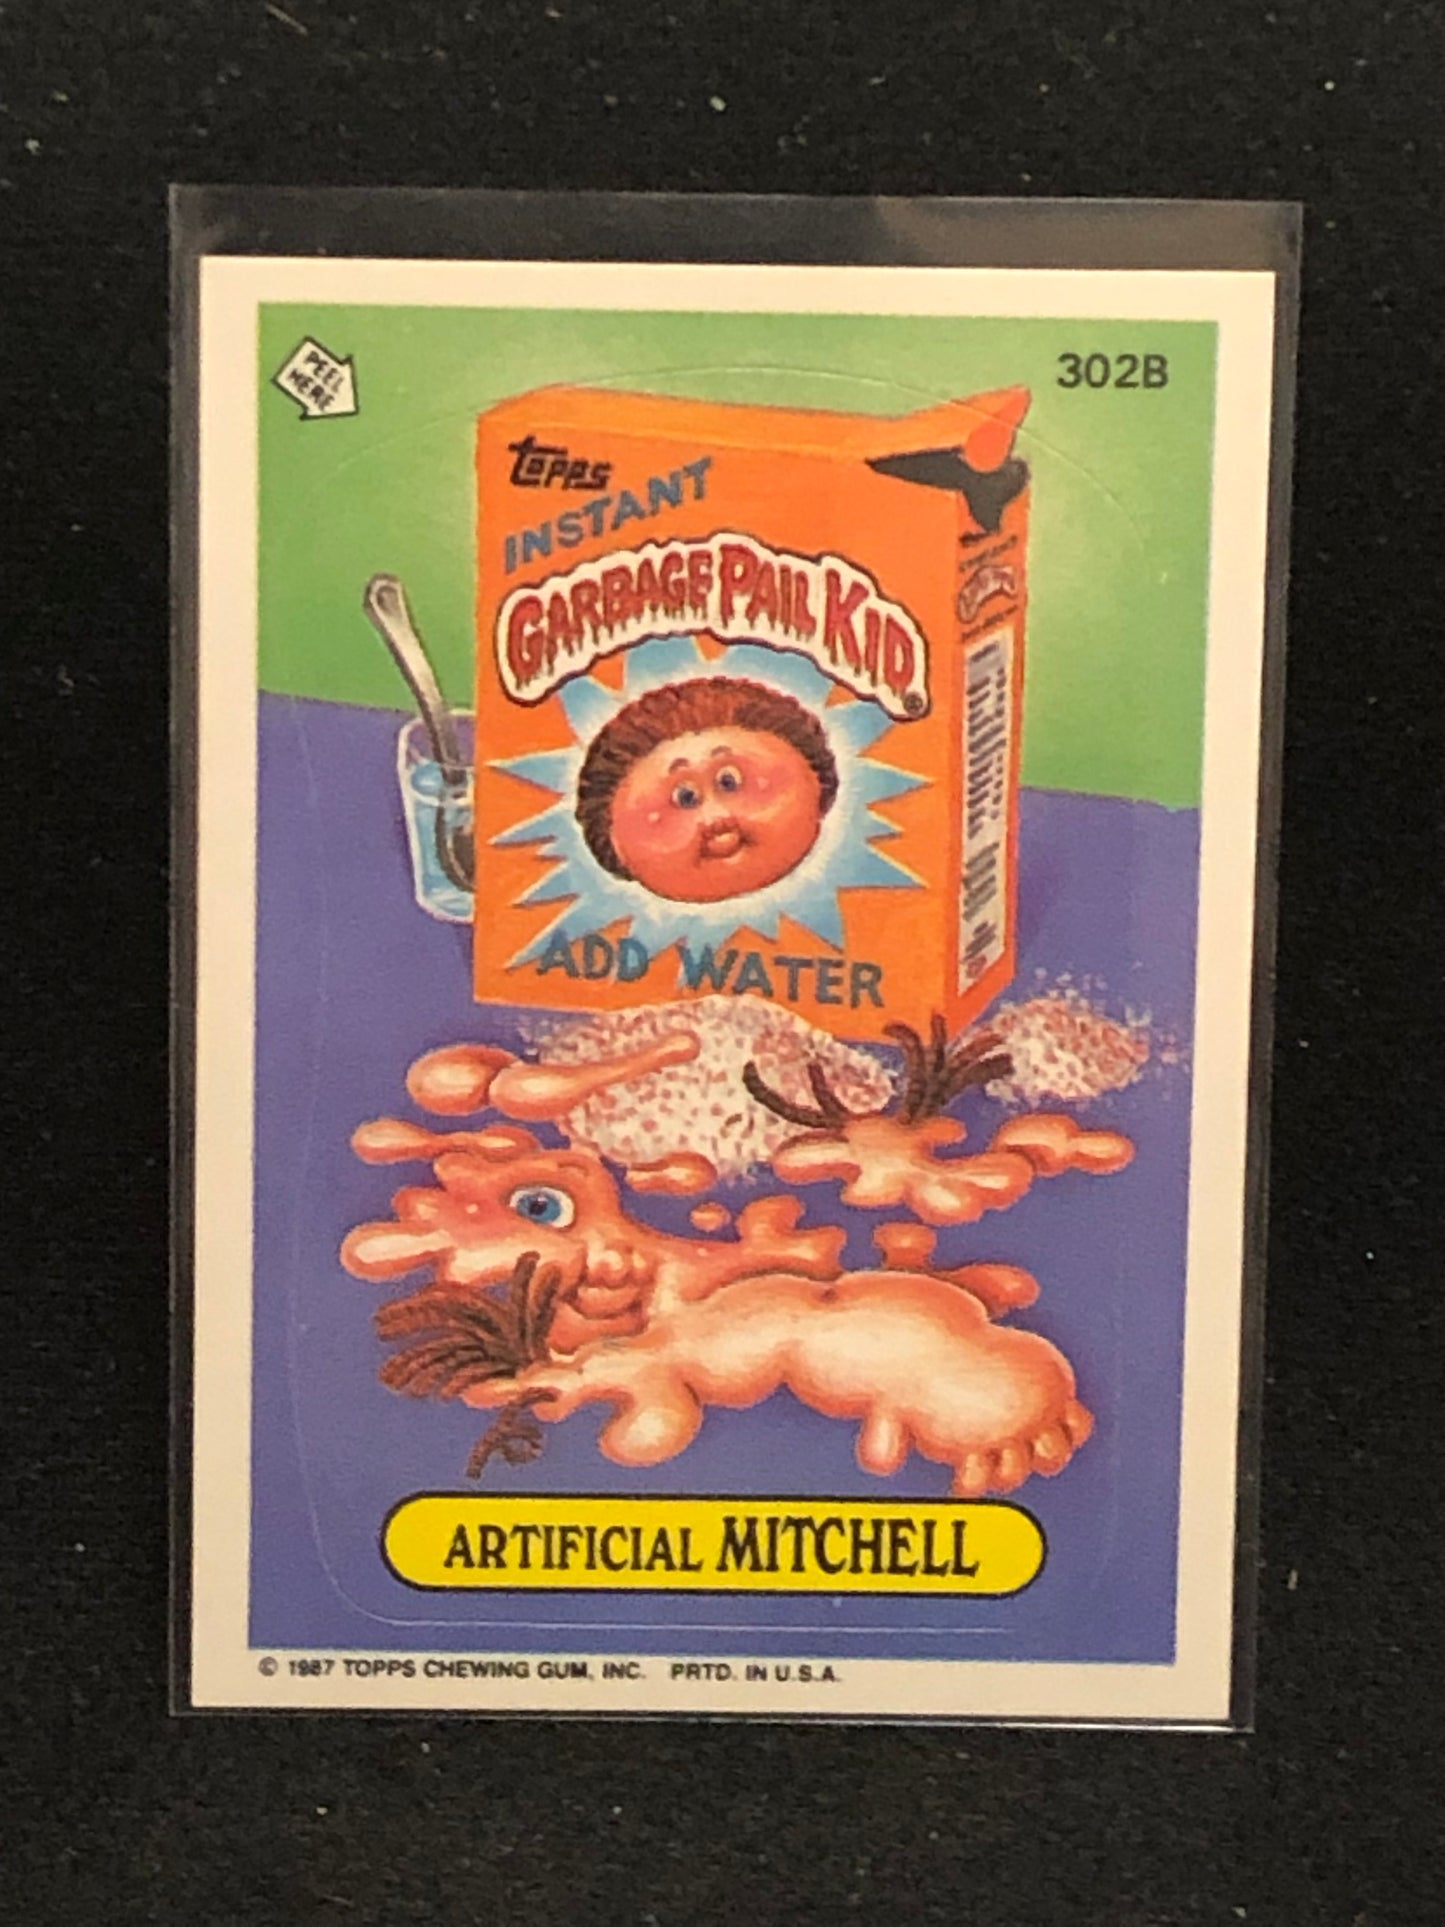 PEEL
HERE
302B
TOPPS
INSTANT
GARBAGE PAIL KID®
ADD WATER
ARTIFICIAL MITCHELL
© 1987 TOPPS CHEWING GUM, INC. PRTD. IN U.S.A.